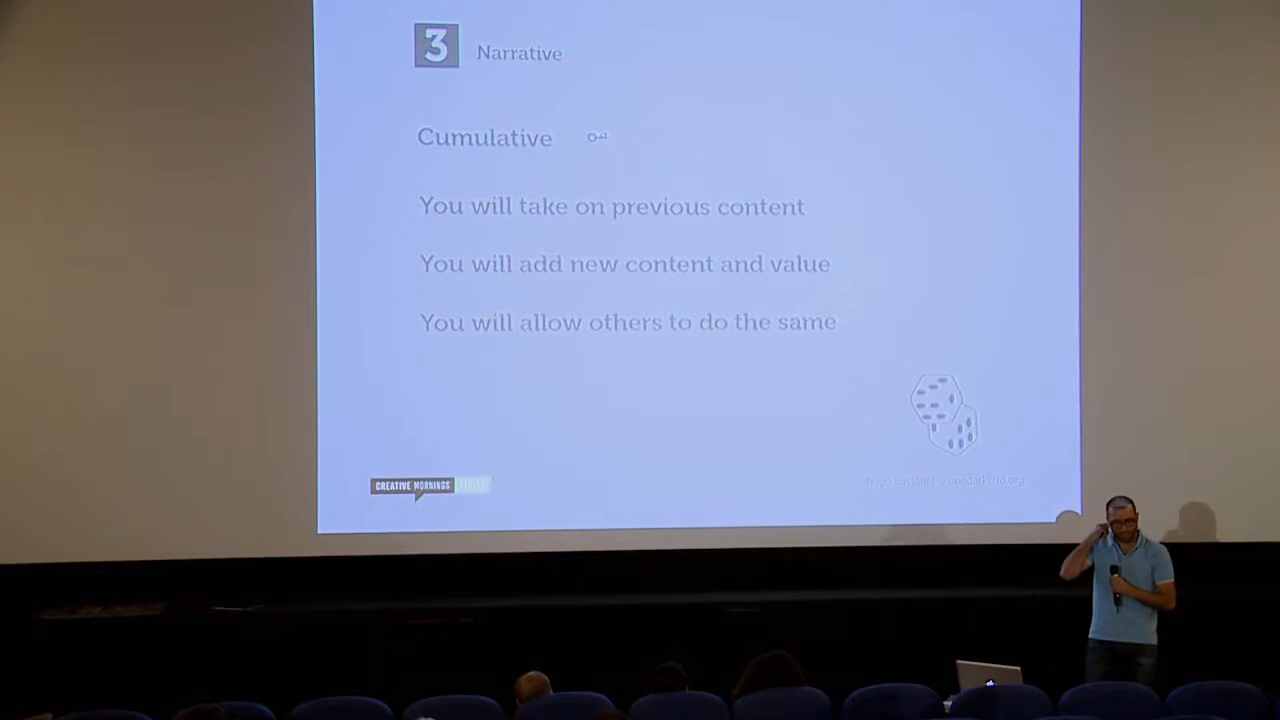 3 Narrative
Cumulative
You will take on previous content
You will add new content and value
You will allow others to do the same
CREATIVE MORNINGS